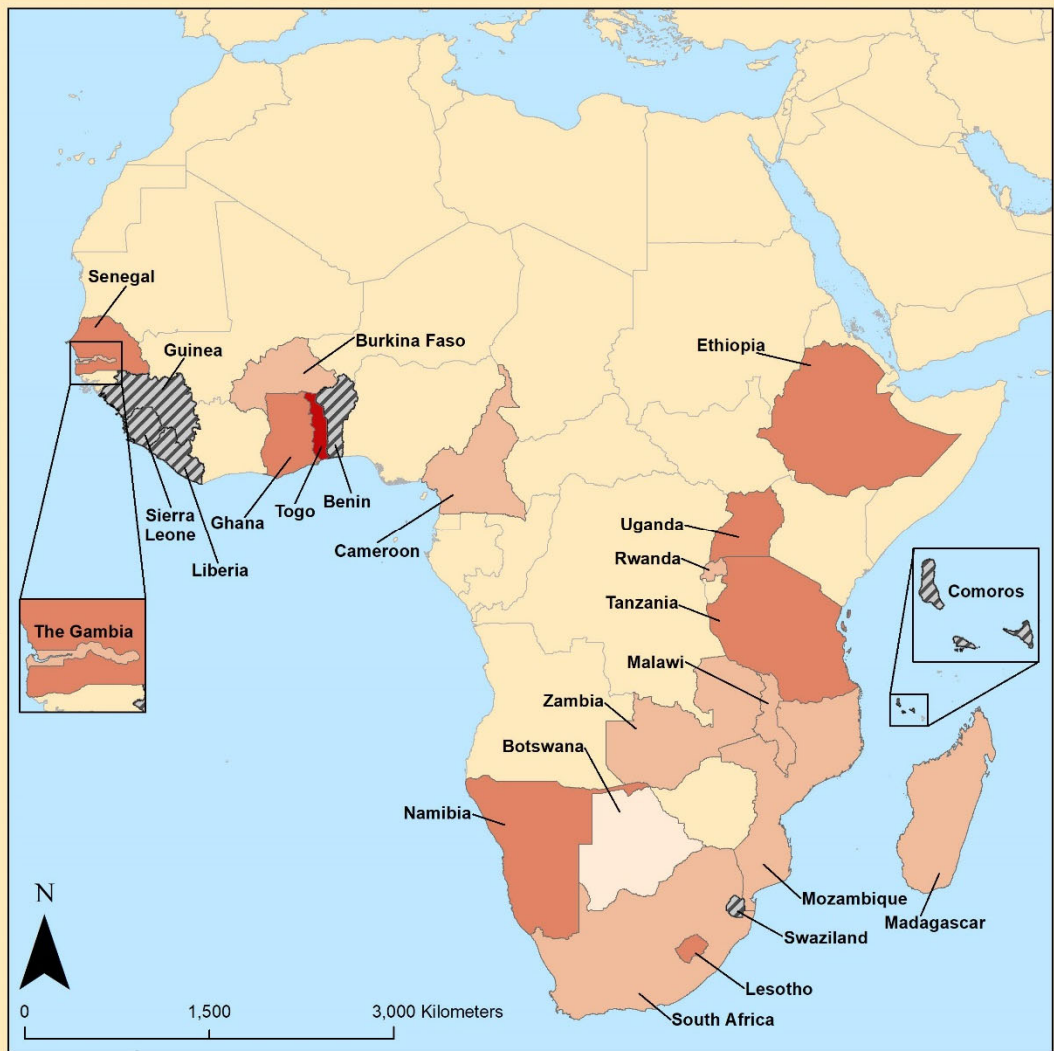 Senegal
Guinea
Burkina Faso
Ethiopia
Sierra
Leone
Liberia
Ghana
Togo
Benin
Cameroon
Uganda
Rwanda
Tanzania
Comoros
The Gambia
Malawi
Zambia
Botswana
Namibia
Mozambique
Madagascar
Swaziland
Lesotho
South Africa
N
0 1,500 3,000 Kilometers